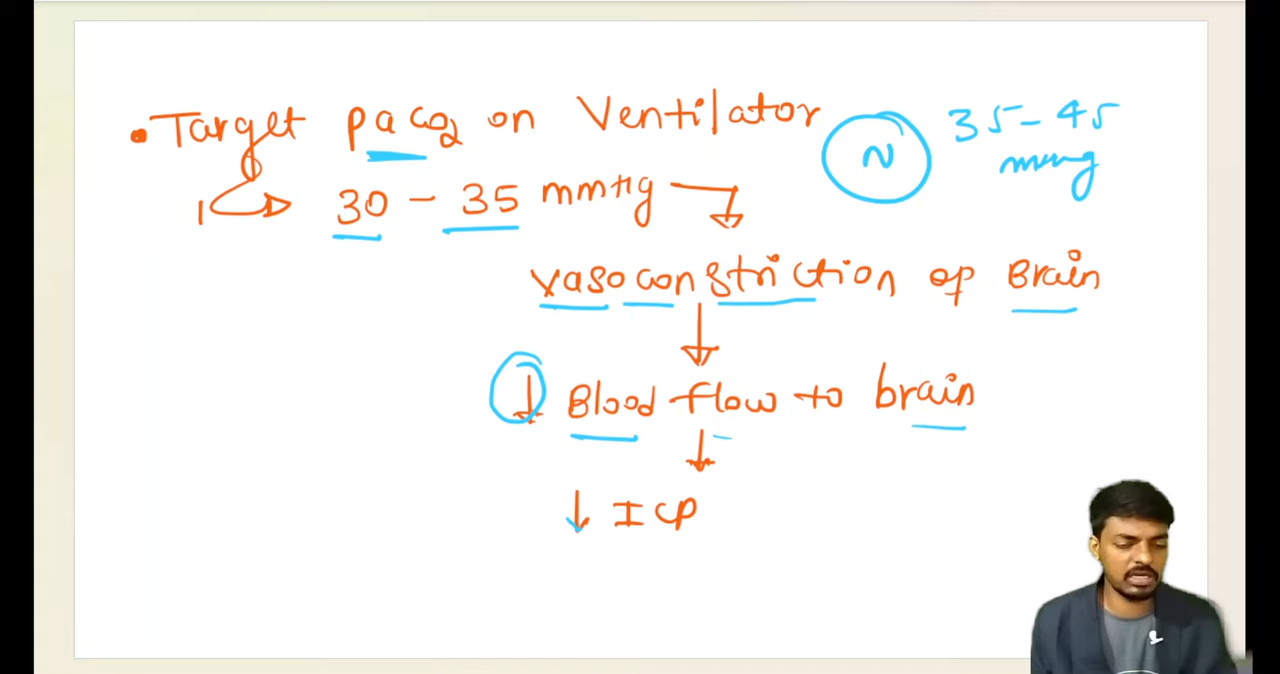 • Target PaCO2 on Ventilator
N 35-45 mmHg
30 - 35 mmHg
vasoconstriction of Brain
↓ Blood flow to brain
↓ ICP